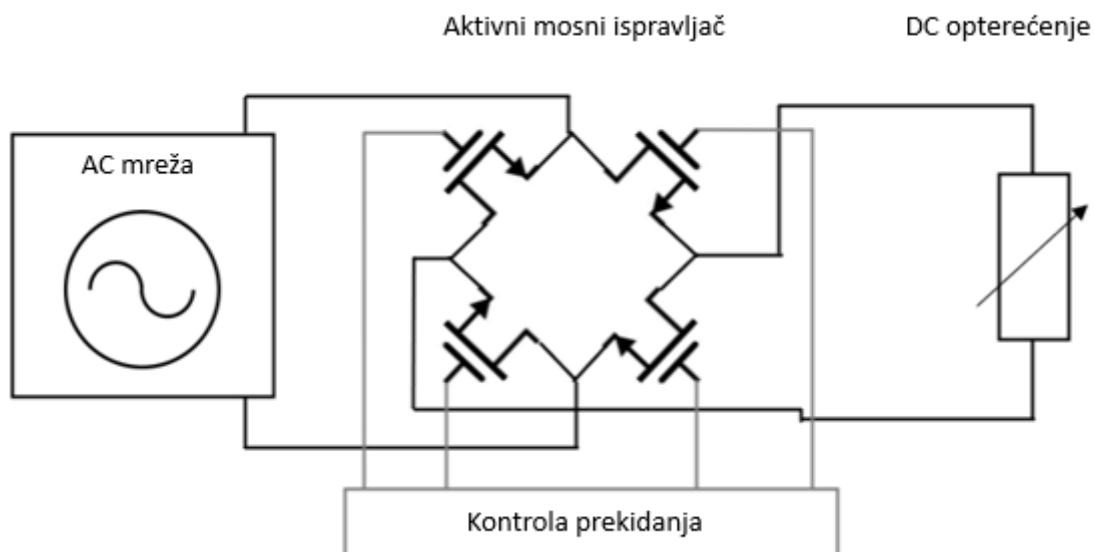 Aktivni mosni ispravljač
DC opterećenje
AC mreža
Kontrola prekidanja